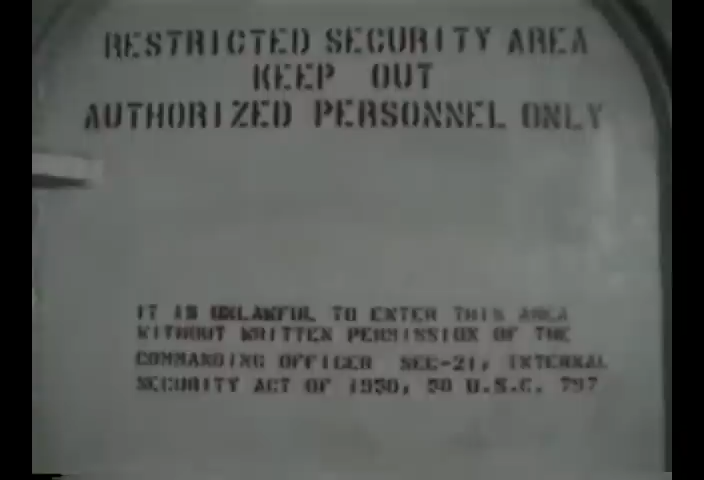 RESTRICTED SECURITY AREA
KEEP OUT
AUTHORIZED PERSONNEL ONLY
IT IS UNLAWFUL TO ENTER THIS AREA
WITHOUT WRITTEN PERMISSION OF THE
COMMANDING OFFICER SEC-21, INTERNAL
SECURITY ACT OF 1950, 50 U.S.C. 797